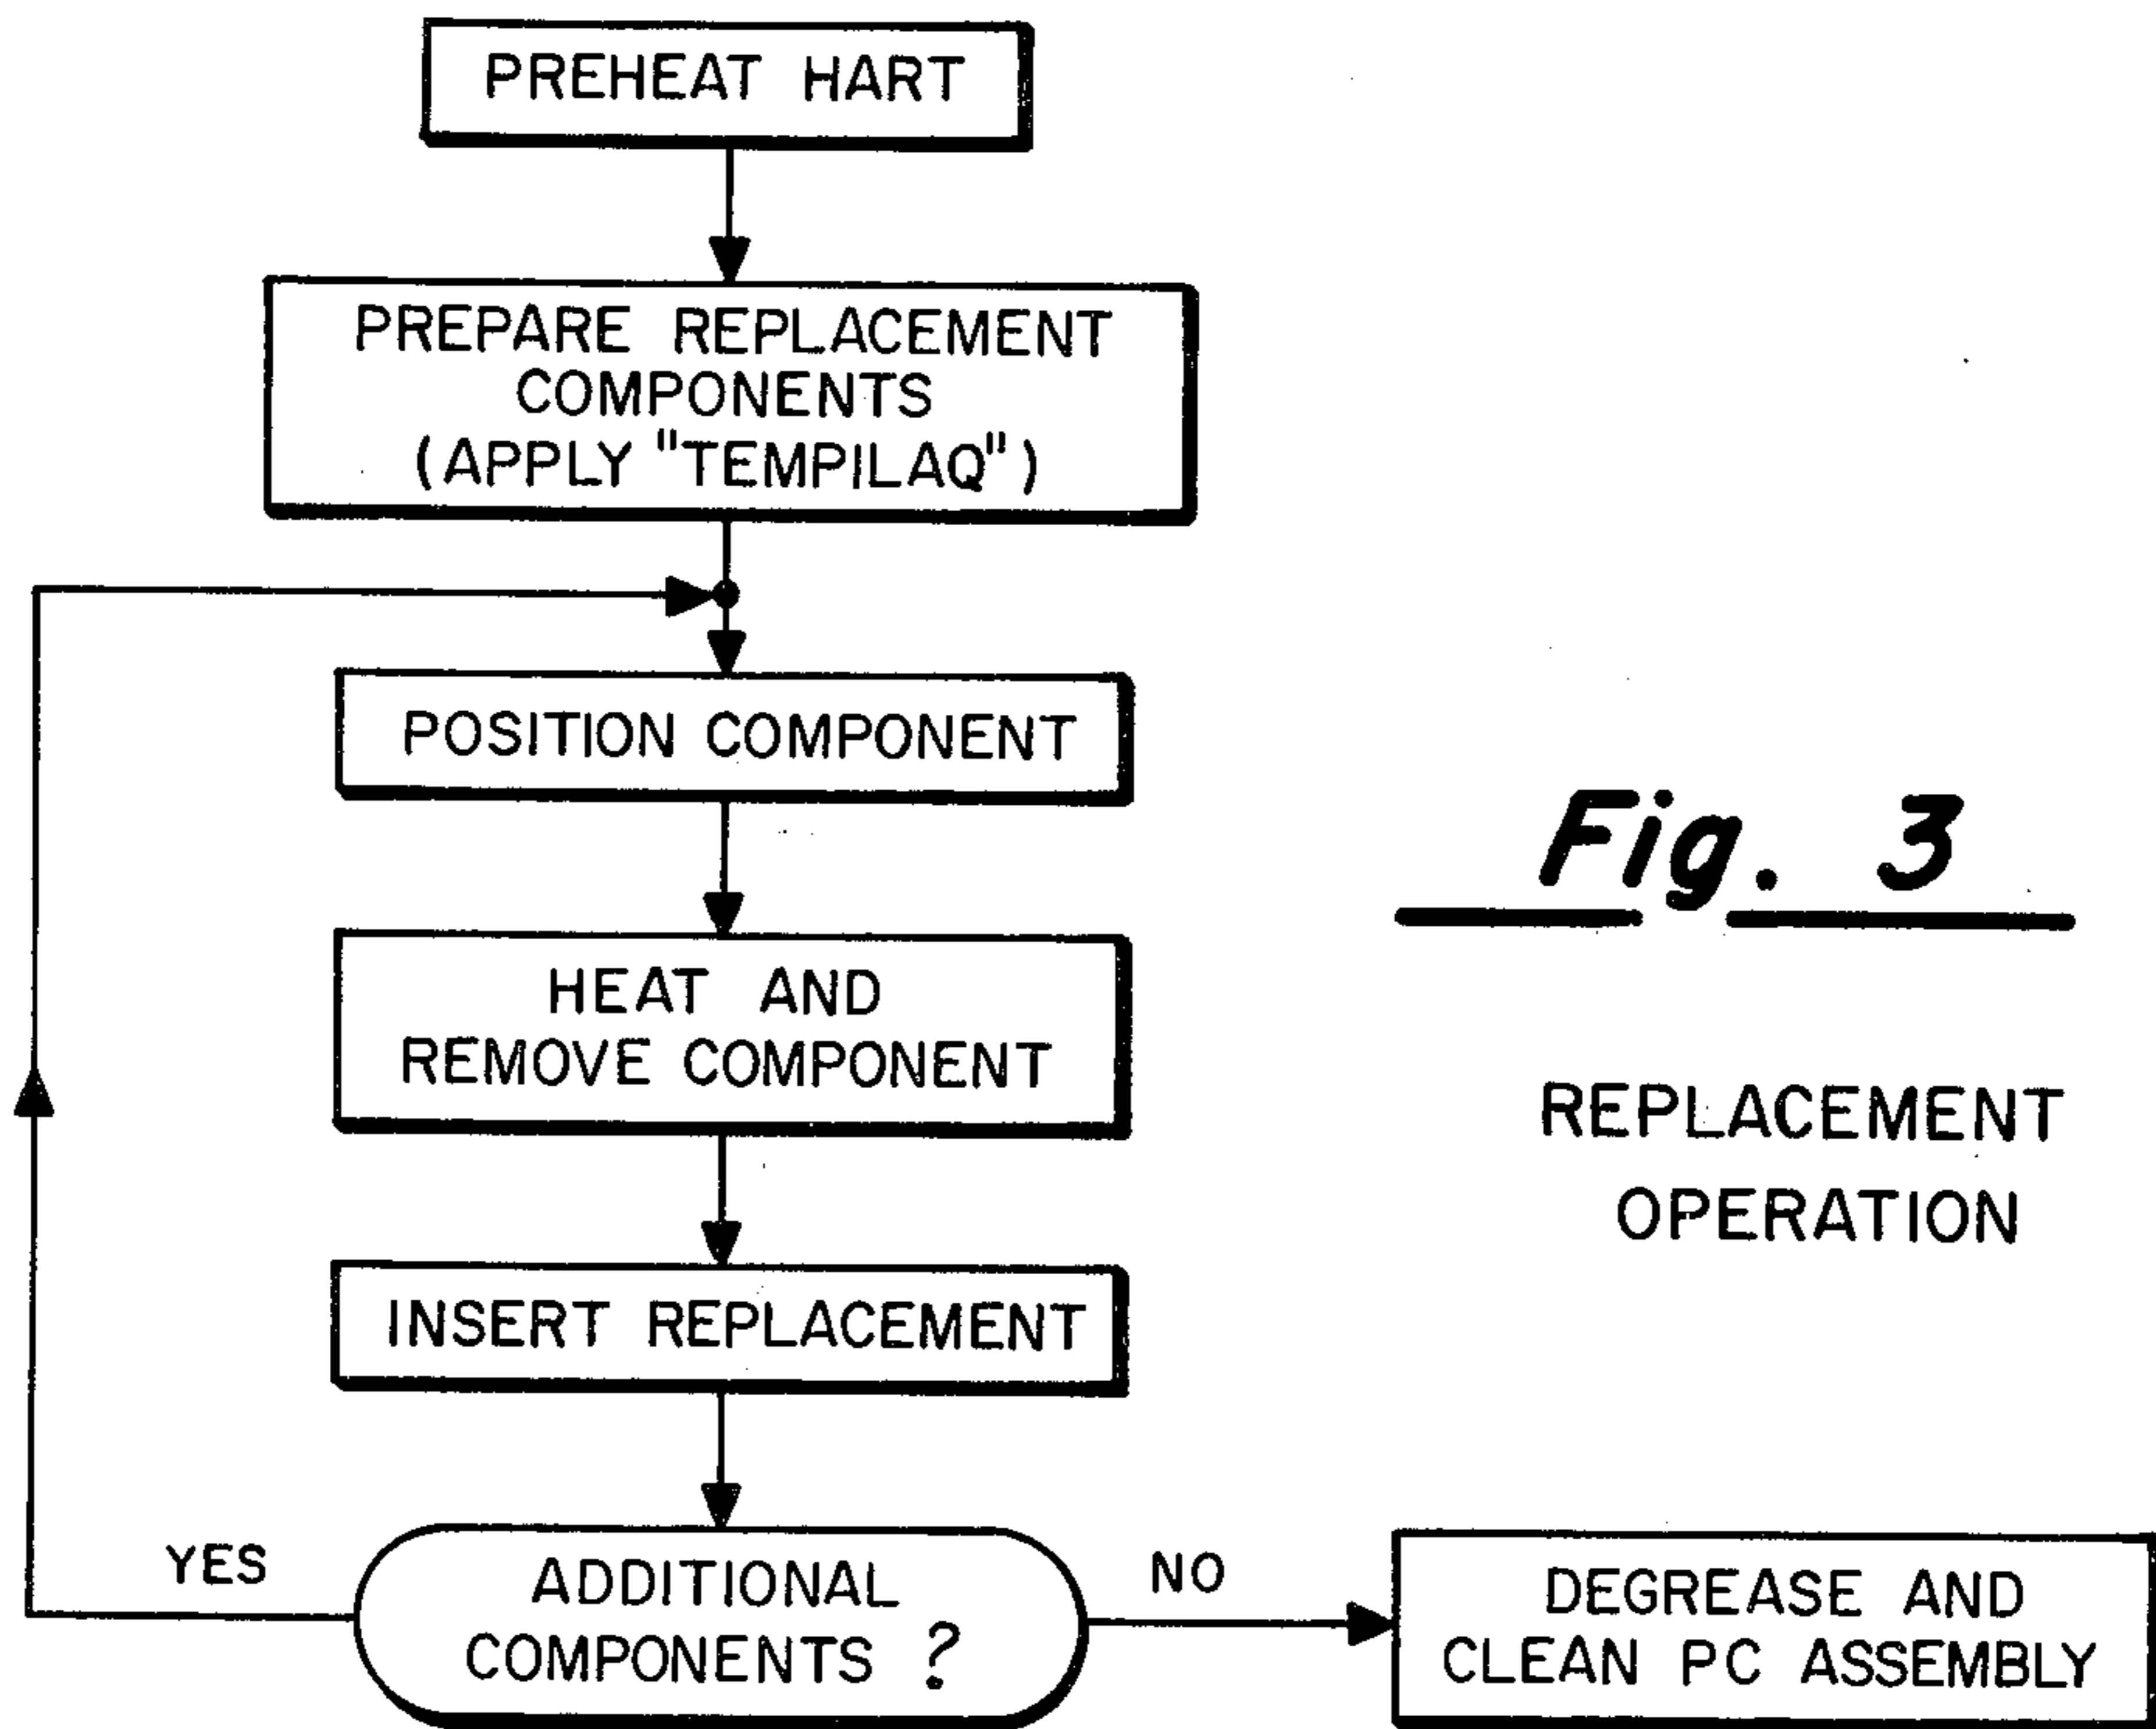 PREHEAT HART
PREPARE REPLACEMENT
COMPONENTS
(APPLY "TEMPILAQ")
POSITION COMPONENT
HEAT AND
REMOVE COMPONENT
INSERT REPLACEMENT
ADDITIONAL
COMPONENTS ?
YES
NO
DEGREASE AND
CLEAN PC ASSEMBLY
Fig. 3
REPLACEMENT
OPERATION